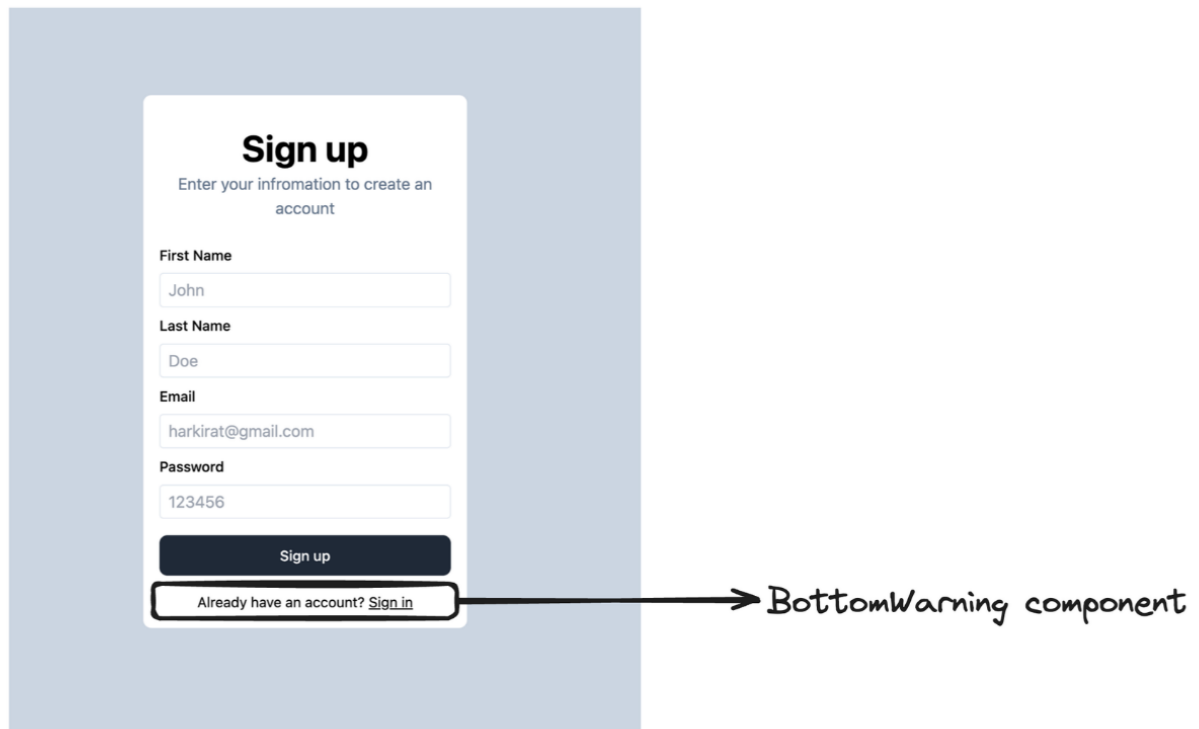 Sign up
Enter your infromation to create an
account
First Name
John
Last Name
Doe
Email
harkirat@gmail.com
Password
123456
Sign up
Already have an account? Sign in
BottomWarning component